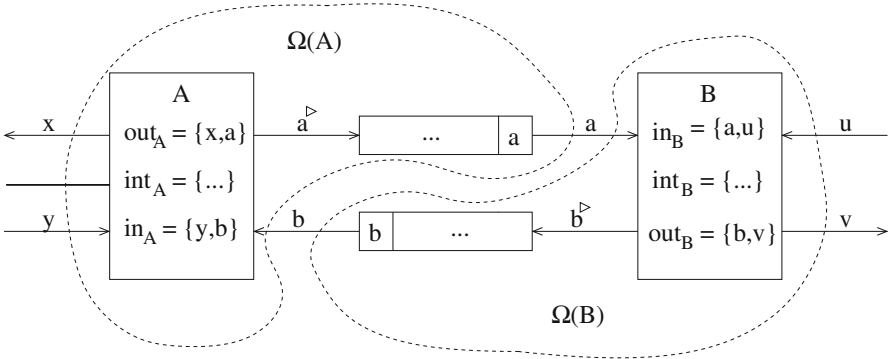 Ω(A)
A
B
x
out_A = {x,a}
a▷
...
a
a
in_B = {a,u}
u
int_A = {...}
int_B = {...}
y
in_A = {y,b}
b
b
...
b▷
out_B = {b,v}
v
Ω(B)